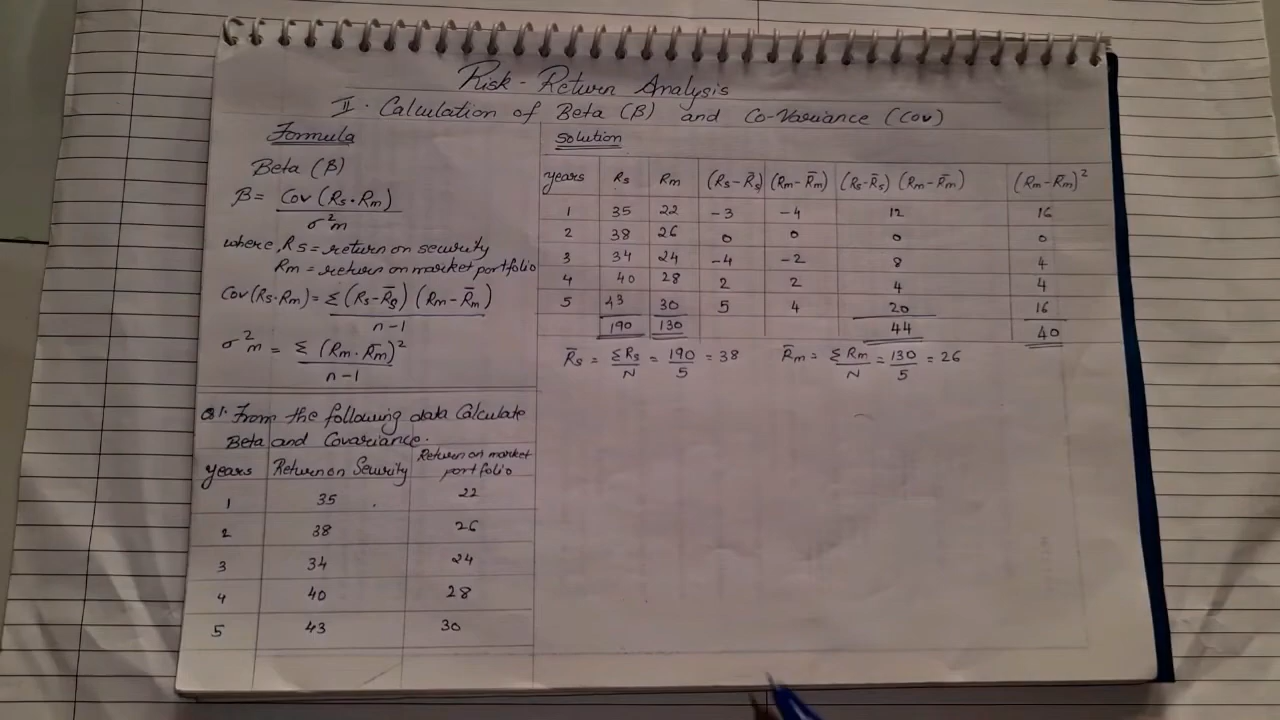 Risk-Return Analysis
II. Calculation of Beta (β) and Co-Variance (COV)
Formula
Beta (β)
β = Cov (Rs.Rm)
σ²m
where, Rs = return on security
Rm = return on market portfolio
Cov(Rs.Rm) = Σ (Rs-R̄s) (Rm-R̄m)
n-1
σ²m = Σ (Rm.R̄m)²
n-1
Q1. From the following data Calculate
Beta and Covariance.
years Return on Security Return on market portfolio
1 35 22
2 38 26
3 34 24
4 40 28
5 43 30
Solution
years Rs Rm (Rs-R̄s) (Rm-R̄m) (Rs-R̄s) (Rm-R̄m) (Rm-R̄m)²
1 35 22 -3 -4 12 16
2 38 26 0 0 0 0
3 34 24 -4 -2 8 4
4 40 28 2 2 4 4
5 43 30 5 4 20 16
190 130 44 40
R̄s = ΣRs/N = 190/5 = 38 R̄m = ΣRm/N = 130/5 = 26